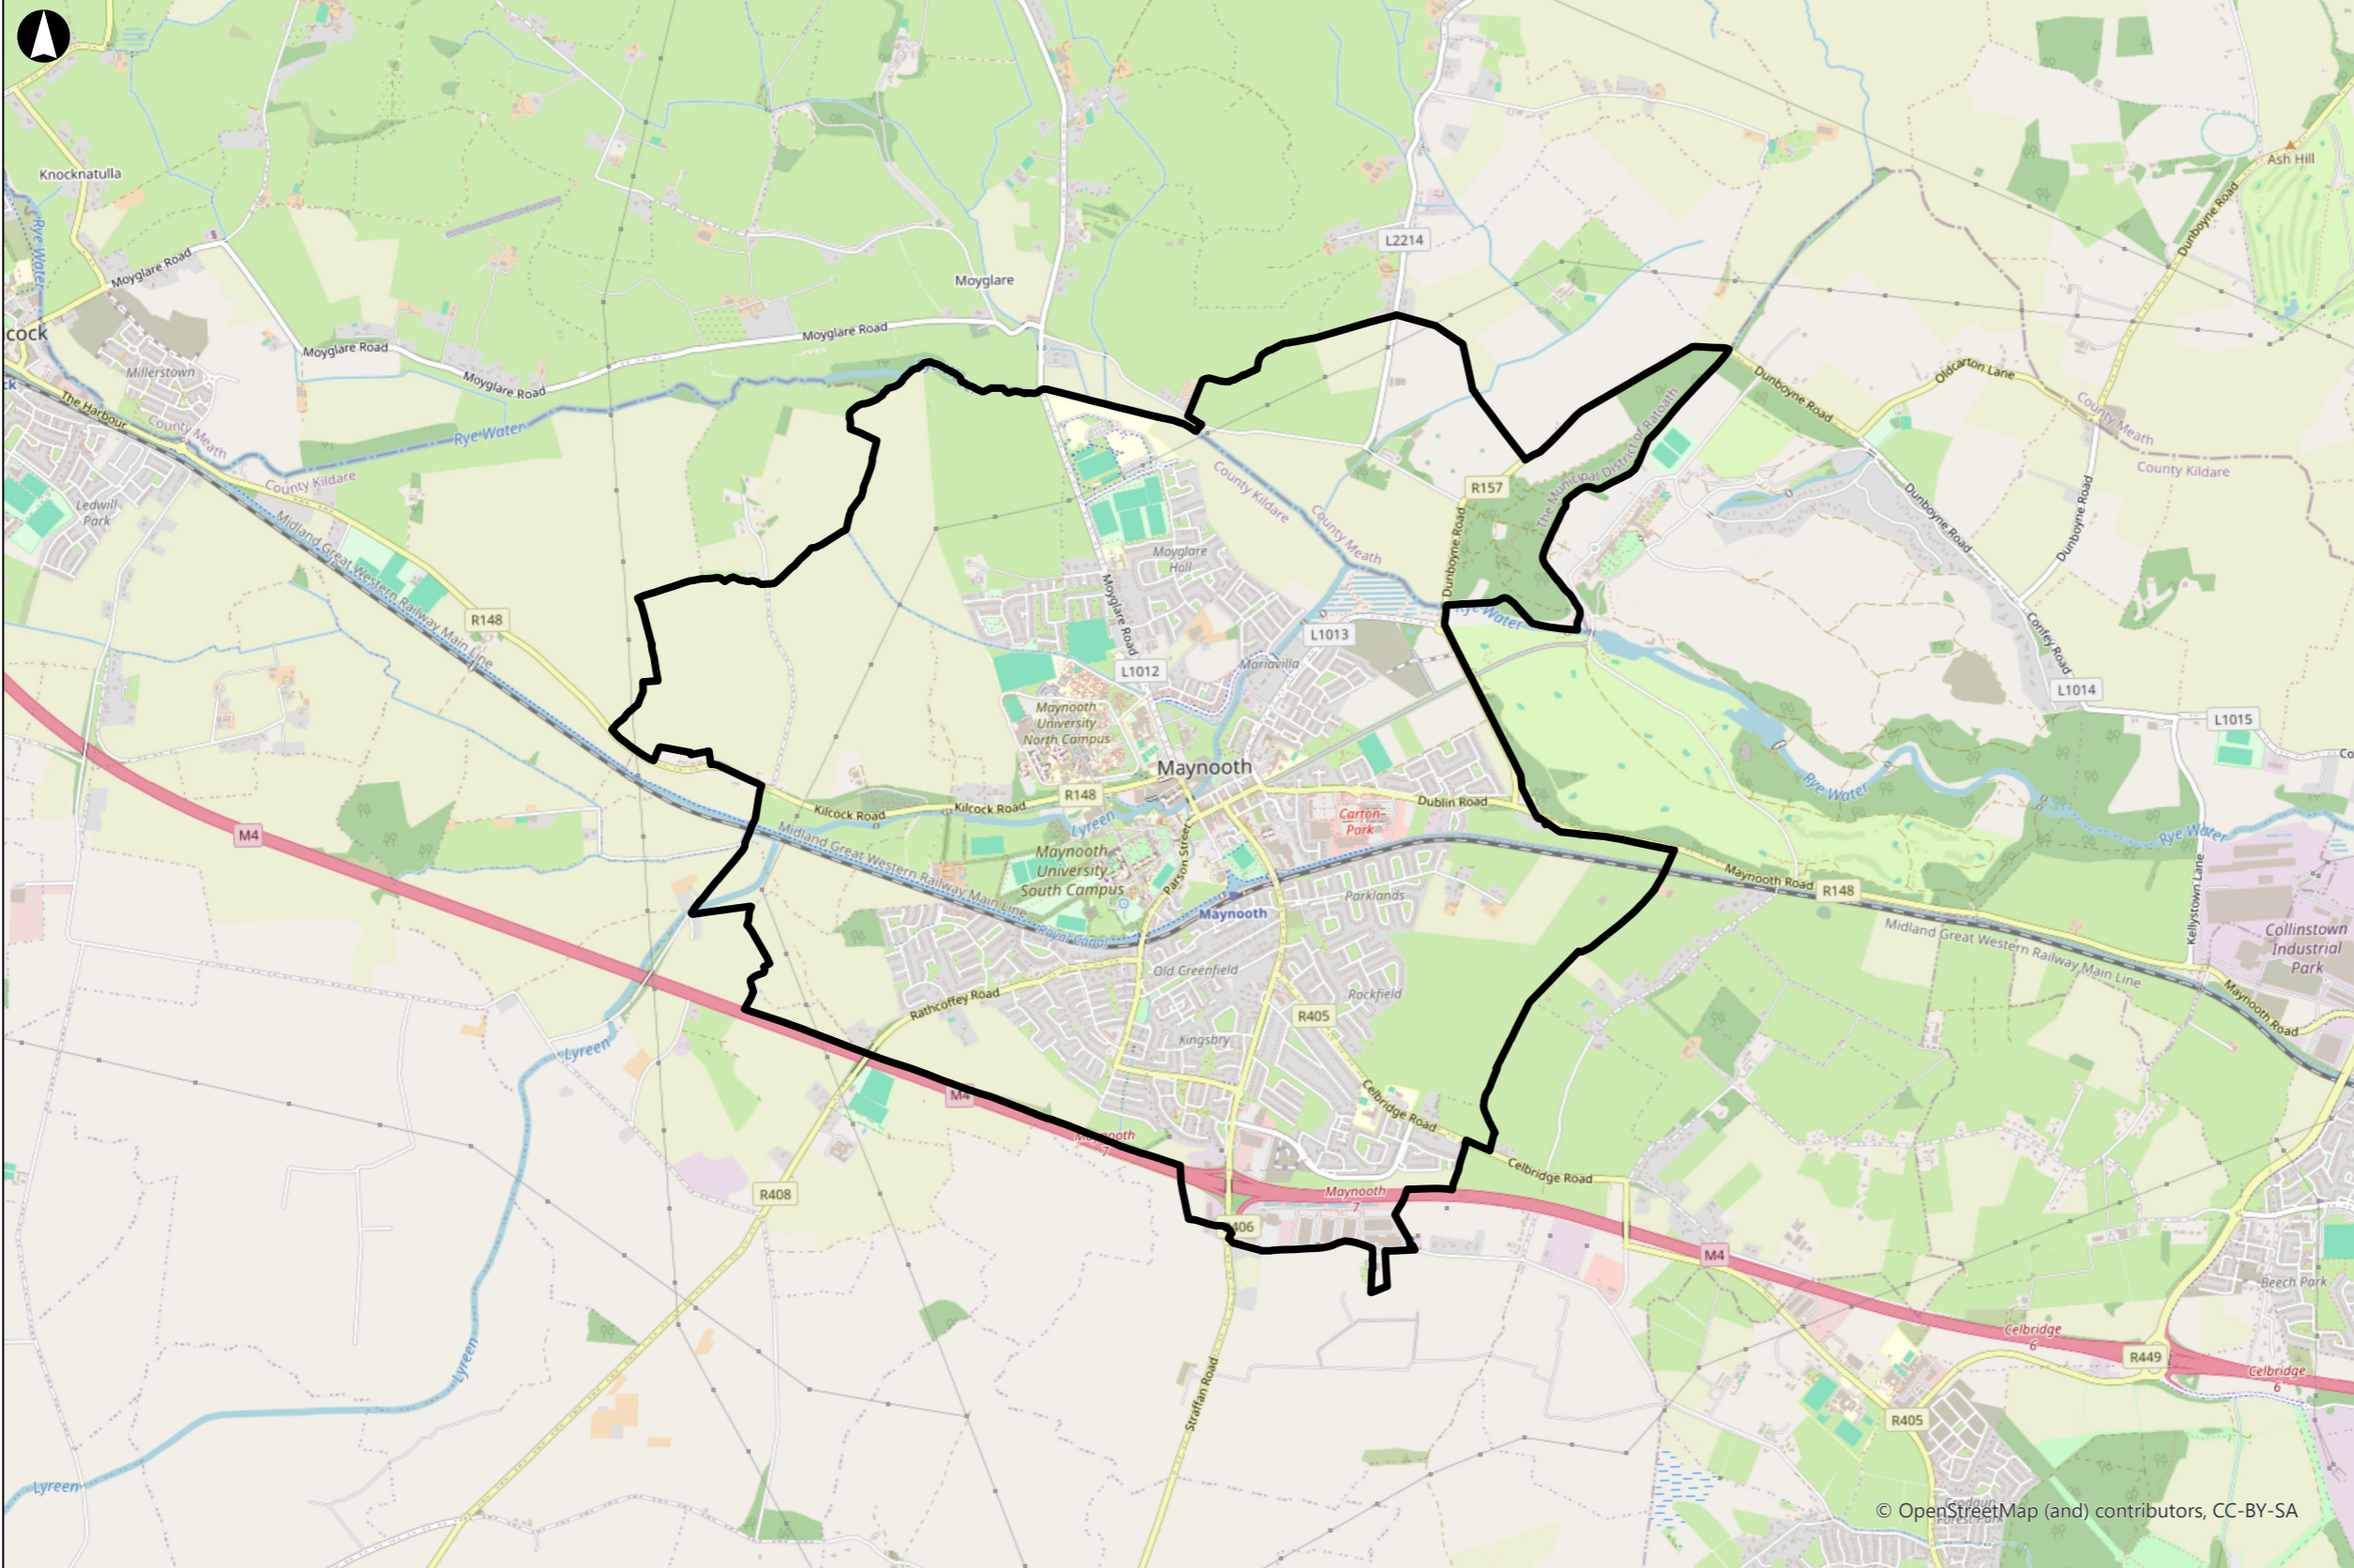 Ash Hill
Knocknatulla
Dunboyne Road
Rye Water
L2214
Moyglare Road
Moyglare
cock
Moyglare Road
Moyglare Road
Millerstown
Moyglare Road
Dunboyne Road
Oldcarton Lane
ck
The Harbour
County Meath
County Meath
Rye Water
County Kildare
County Kildare
County Kildare
The Municipal District of Ratoath
R157
Ledwill
Park
Midland Great Western Railway Main Line
County Meath
Dunboyne Road
Dunboyne Road
Dunboyne Road
Moyglare
Hall
Moyglare Road
R148
Rye Water
L1013
Confey Road
Mariavilla
L1012
L1014
Maynooth
University
North Campus
L1015
Co
Maynooth
R148
Kilcock Road
Kilcock Road
Dublin Road
Rye Water
Lyreen
Carton
Park
M4
Rye Water
Midland Great Western Railway Main Line
Parson Street
Maynooth
University
South Campus
Maynooth Road
R148
Parklands
Kellystown Lane
Maynooth
Royal Canal
Midland Great Western Railway Main Line
Collinstown
Industrial
Park
Old Greenfield
Rockfield
Rathcoffey Road
Maynooth Road
R405
Kingsbry
Lyreen
M4
Celbridge Road
Maynooth
7
Celbridge Road
R408
Maynooth
7
406
M4
Beech Park
Celbridge
6
R449
Celbridge
6
Lyreen
Straffan Road
R405
Lyreen
© OpenStreetMap (and) contributors, CC-BY-SA